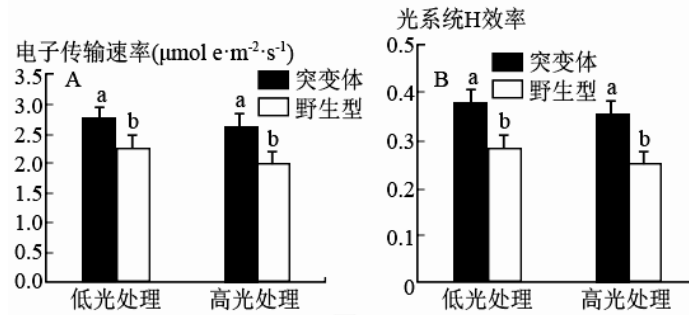 电子传输速率(μmol e·m⁻²·s⁻¹)
A
3.5
3.0
2.5
2.0
1.5
1.0
0.5
0.0
突变体
野生型
a
b
a
b
低光处理
高光处理
光系统H效率
B
0.5
0.4
0.3
0.2
0.1
0
突变体
野生型
a
b
a
b
低光处理
高光处理